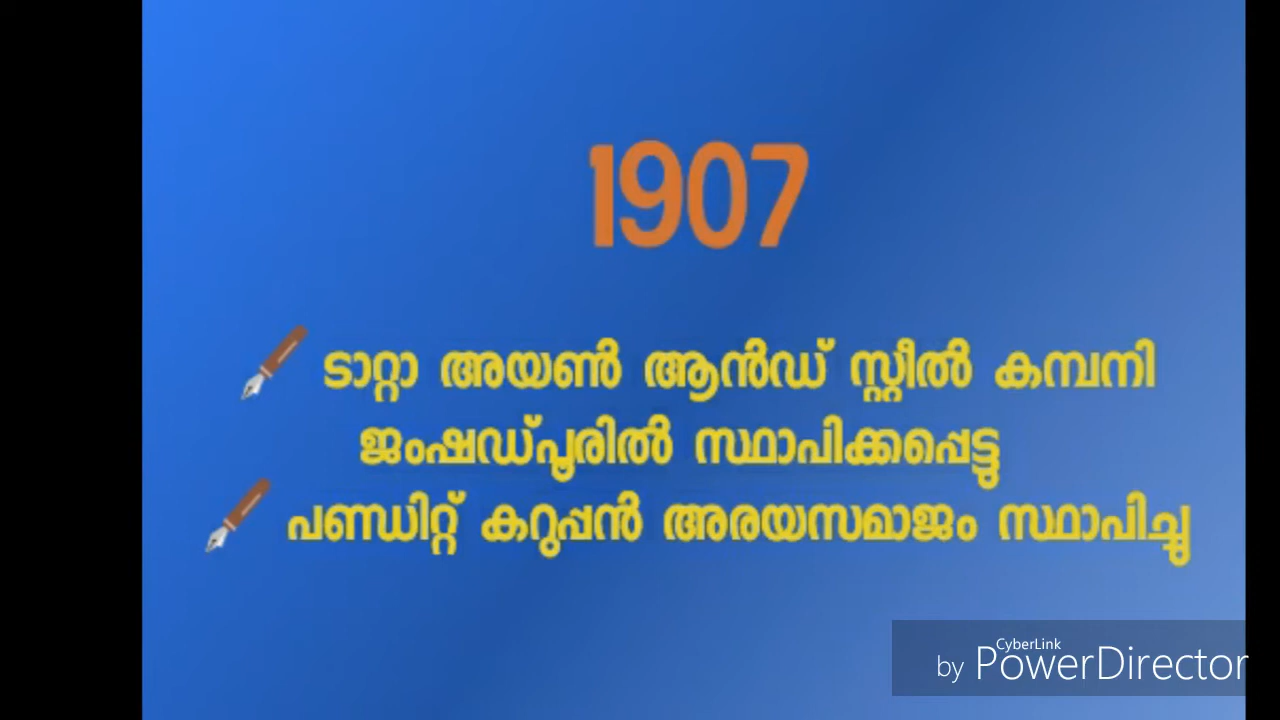 1907
ടാറ്റാ അയൺ ആൻഡ് സ്റ്റീൽ കമ്പനി
ജംഷഡ്പൂരിൽ സ്ഥാപിക്കപ്പെട്ടു
പണ്ഡിറ്റ് കറുപ്പൻ അരയസമാജം സ്ഥാപിച്ചു
CyberLink
by PowerDirector